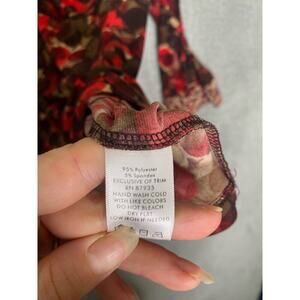 95% Polyester
5% Spandex
EXCLUSIVE OF TRIM
RN 87933
HAND WASH COLD
WITH LIKE COLORS
DO NOT BLEACH
DRY FLAT
LOW IRON IF NEEDED